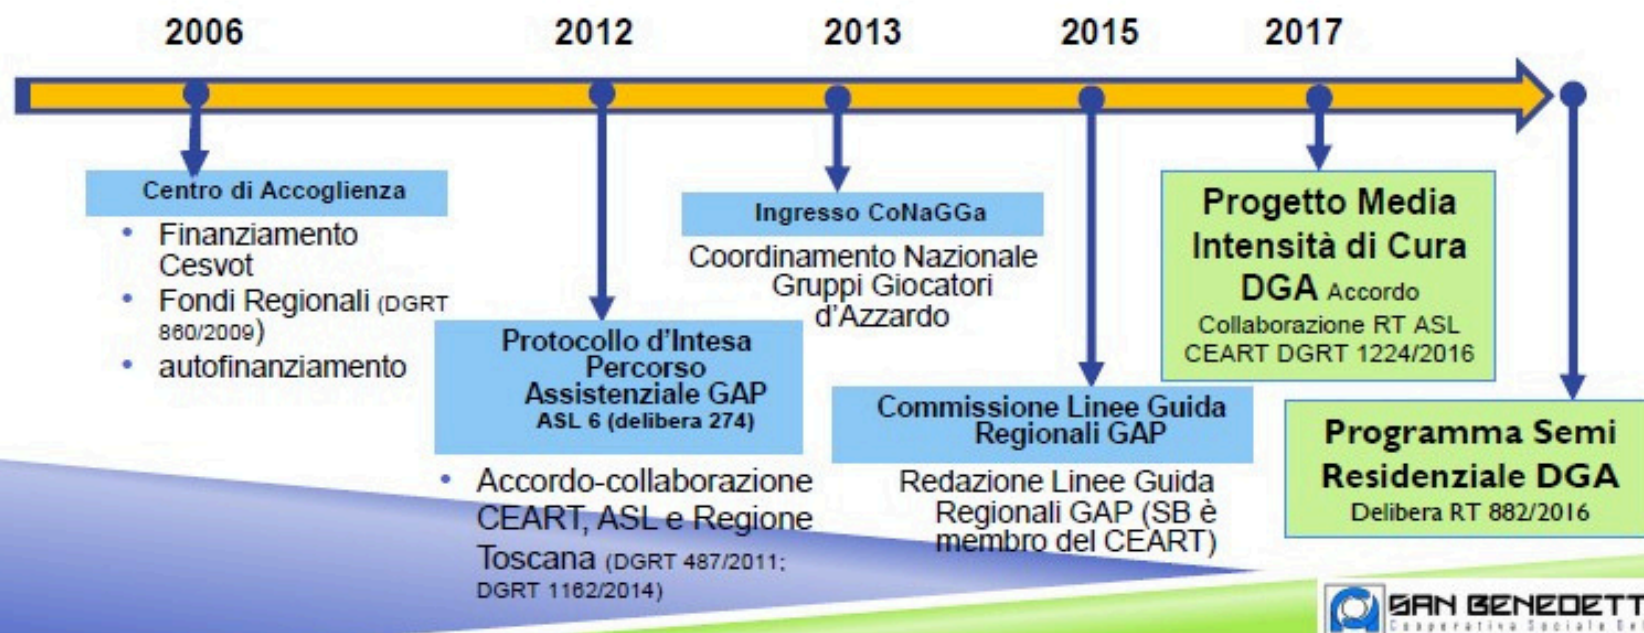 2006
2012
2013
2015
2017
Centro di Accoglienza
• Finanziamento
Cesvot
• Fondi Regionali (DGRT
860/2009)
• autofinanziamento
Protocollo d'Intesa
Percorso
Assistenziale GAP
ASL 6 (delibera 274)
• Accordo-collaborazione
CEART, ASL e Regione
Toscana (DGRT 487/2011;
DGRT 1162/2014)
Ingresso CoNaGGa
Coordinamento Nazionale
Gruppi Giocatori
d'Azzardo
Commissione Linee Guida
Regionali GAP
Redazione Linee Guida
Regionali GAP (SB è
membro del CEART)
Progetto Media
Intensità di Cura
DGA Accordo
Collaborazione RT ASL
CEART DGRT 1224/2016
Programma Semi
Residenziale DGA
Delibera RT 882/2016
SAN BENEDETT
Cooperativa Sociale